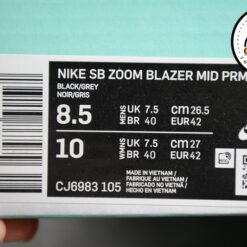 NIKE SB ZOOM BLAZER MID PRM
BLACK/GREY
NOIR/GRIS
8.5 MENS UK 7.5 CM 26.5
BR 40 EUR 42
10 WMNS UK 7.5 CM 27
BR 40 EUR 42
CJ6983 105
MADE IN VIETNAM /
FABRIQUÉ AU VIETNAM /
FABRICADO NO VIETNÃ /
HECHO EN VIETNAM